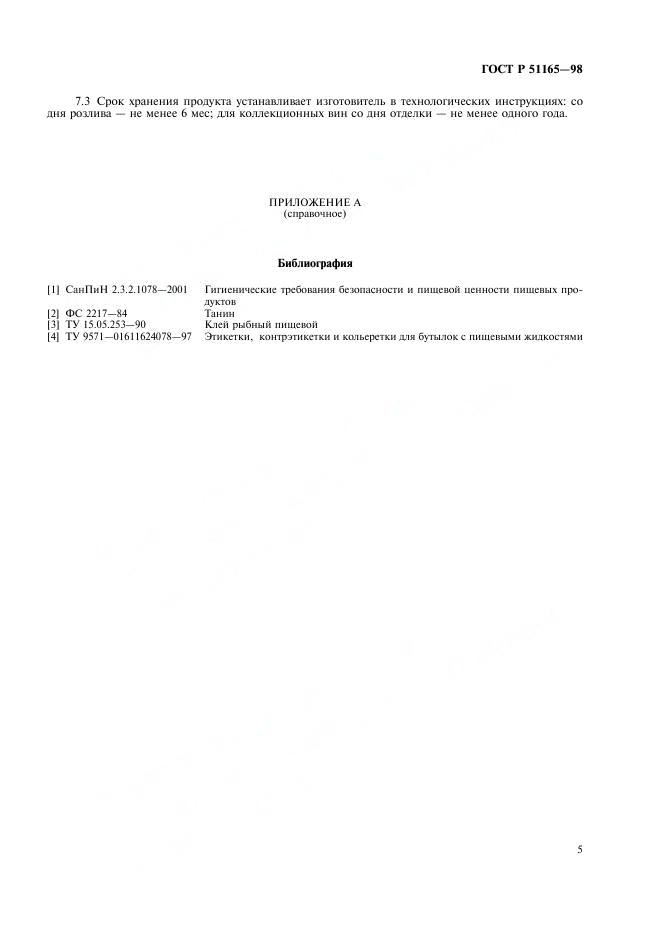 ГОСТ Р 51165—98
7.3 Срок хранения продукта устанавливает изготовитель в технологических инструкциях: со
дня розлива — не менее 6 мес; для коллекционных вин со дня отделки — не менее одного года.
ПРИЛОЖЕНИЕ А
(справочное)
Библиография
[1] СанПиН 2.3.2.1078—2001 Гигиенические требования безопасности и пищевой ценности пищевых про-
дуктов
[2] ФС 2217—84 Танин
[3] ТУ 15.05.253—90 Клей рыбный пищевой
[4] ТУ 9571—01611624078—97 Этикетки, контрэтикетки и кольеретки для бутылок с пищевыми жидкостями
5